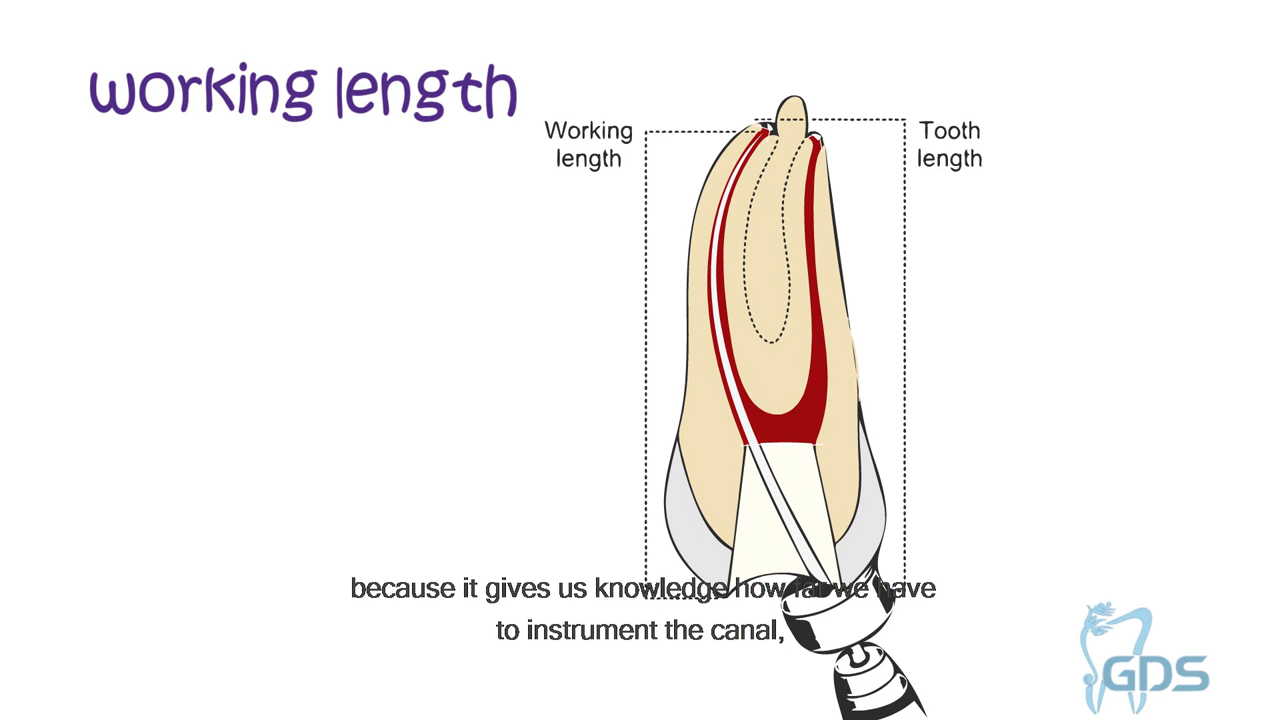 working length
Working
length
Tooth
length
because it gives us knowledge how far we have
to instrument the canal,
GDS